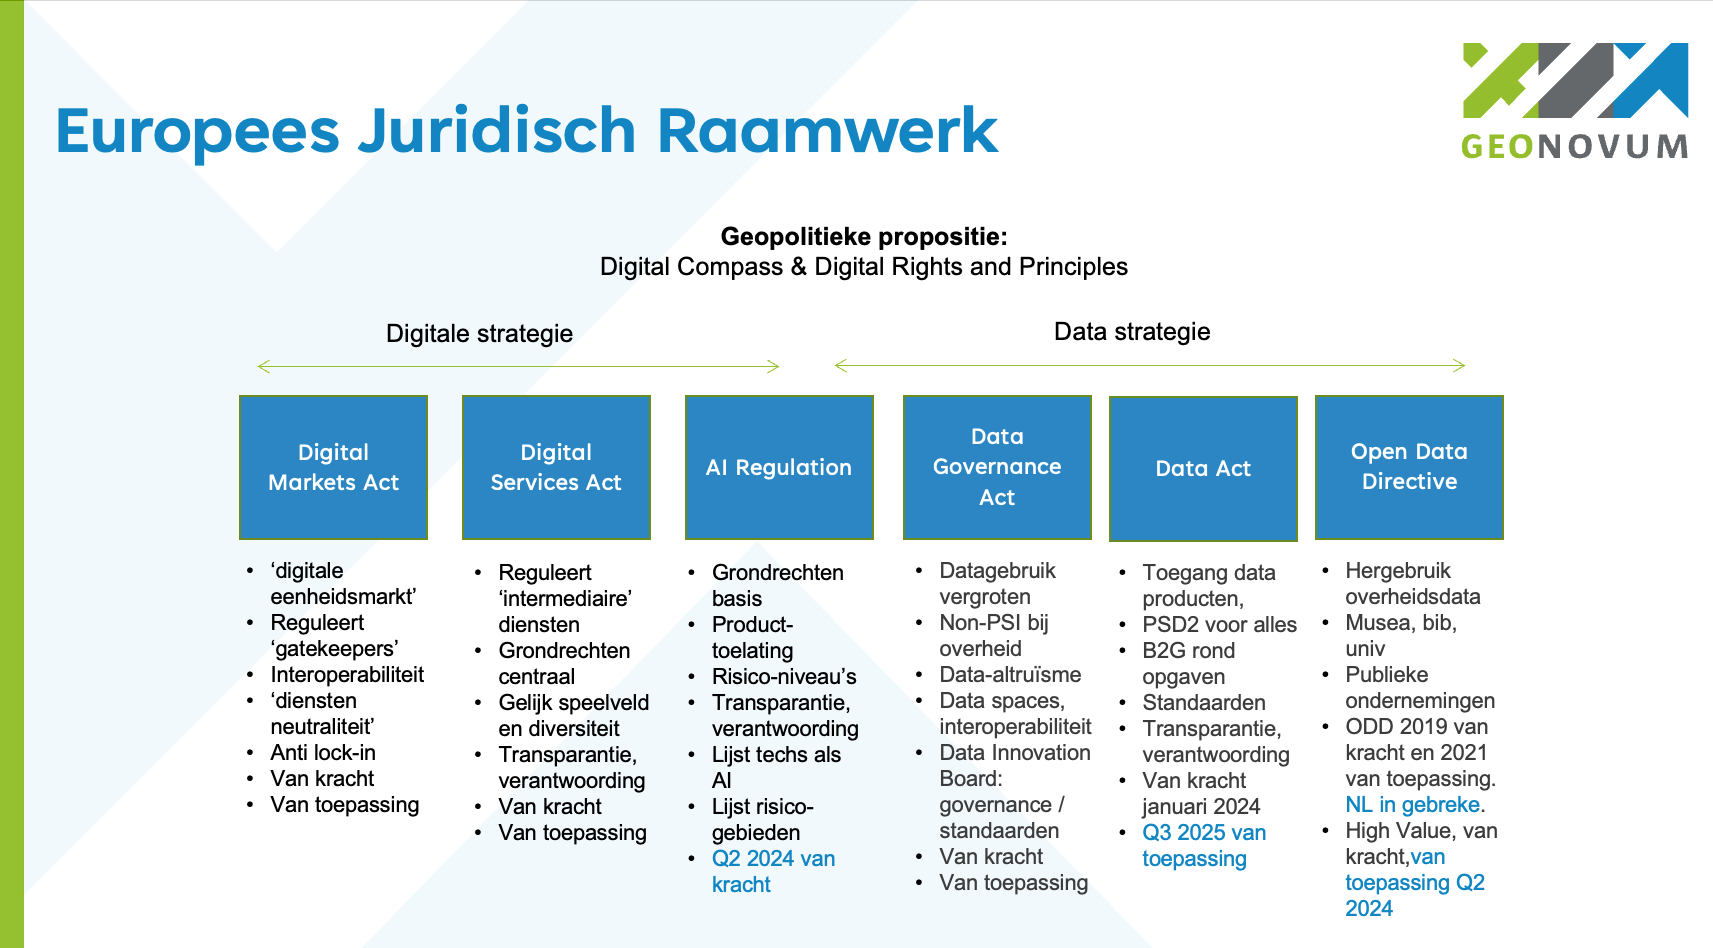 Europees Juridisch Raamwerk
GEONOVUM
Geopolitieke propositie:
Digital Compass & Digital Rights and Principles
Digitale strategie
Data strategie
Digital
Markets Act
• ‘digitale
eenheidsmarkt’
• Reguleert
‘gatekeepers’
• Interoperabiliteit
• ‘diensten
neutraliteit’
• Anti lock-in
• Van kracht
• Van toepassing
Digital
Services Act
• Reguleert
‘intermediaire’
diensten
• Grondrechten
centraal
• Gelijk speelveld
en diversiteit
• Transparantie,
verantwoording
• Van kracht
• Van toepassing
AI Regulation
• Grondrechten
basis
• Product-
toelating
• Risico-niveau’s
• Transparantie,
verantwoording
• Lijst techs als
AI
• Lijst risico-
gebieden
• Q2 2024 van
kracht
Data
Governance
Act
• Datagebruik
vergroten
• Non-PSI bij
overheid
• Data-altruïsme
• Data spaces,
interoperabiliteit
• Data Innovation
Board:
governance /
standaarden
• Van kracht
• Van toepassing
Data Act
• Toegang data
producten,
• PSD2 voor alles
• B2G rond
opgaven
• Standaarden
• Transparantie,
verantwoording
• Van kracht
januari 2024
• Q3 2025 van
toepassing
Open Data
Directive
• Hergebruik
overheidsdata
• Musea, bib,
univ
• Publieke
ondernemingen
• ODD 2019 van
kracht en 2021
van toepassing.
NL in gebreke.
• High Value, van
kracht,van
toepassing Q2
2024